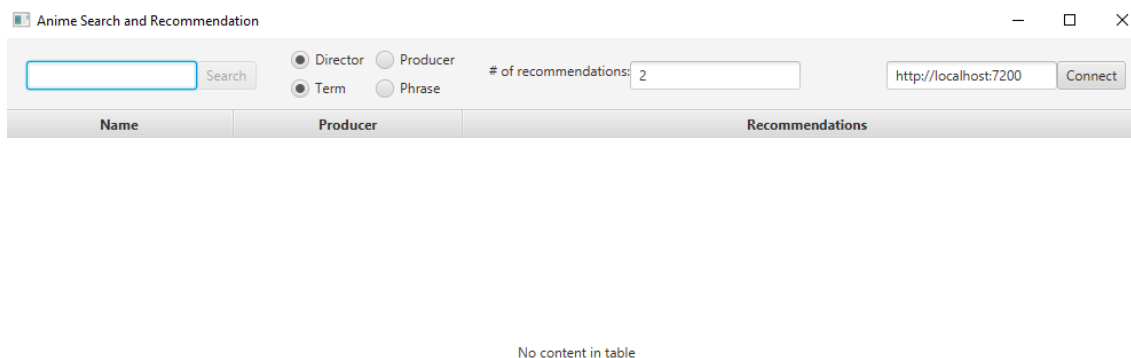 Anime Search and Recommendation
Search
Director Producer
Term Phrase
# of recommendations: 2
http://localhost:7200 Connect
Name Producer Recommendations
No content in table